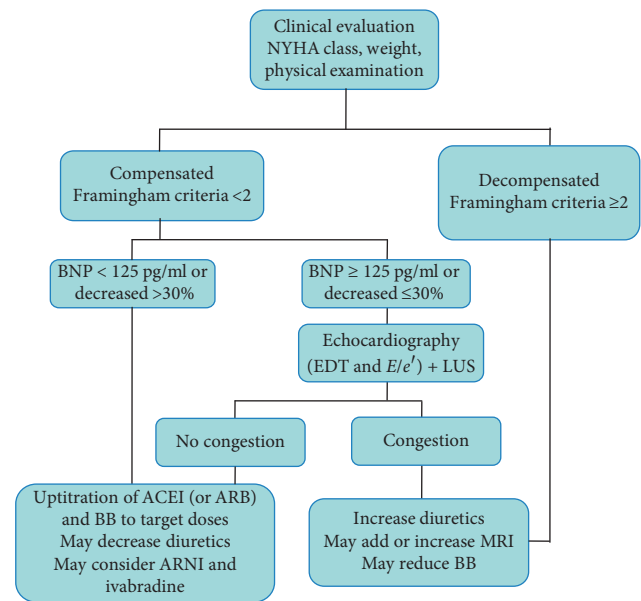 Clinical evaluation
NYHA class, weight,
physical examination
Compensated
Framingham criteria <2
Decompensated
Framingham criteria ≥2
BNP < 125 pg/ml or
decreased >30%
BNP ≥ 125 pg/ml or
decreased ≤30%
Echocardiography
(EDT and E/e′) + LUS
No congestion
Congestion
Uptitration of ACEI (or ARB)
and BB to target doses
May decrease diuretics
May consider ARNI and
ivabradine
Increase diuretics
May add or increase MRI
May reduce BB